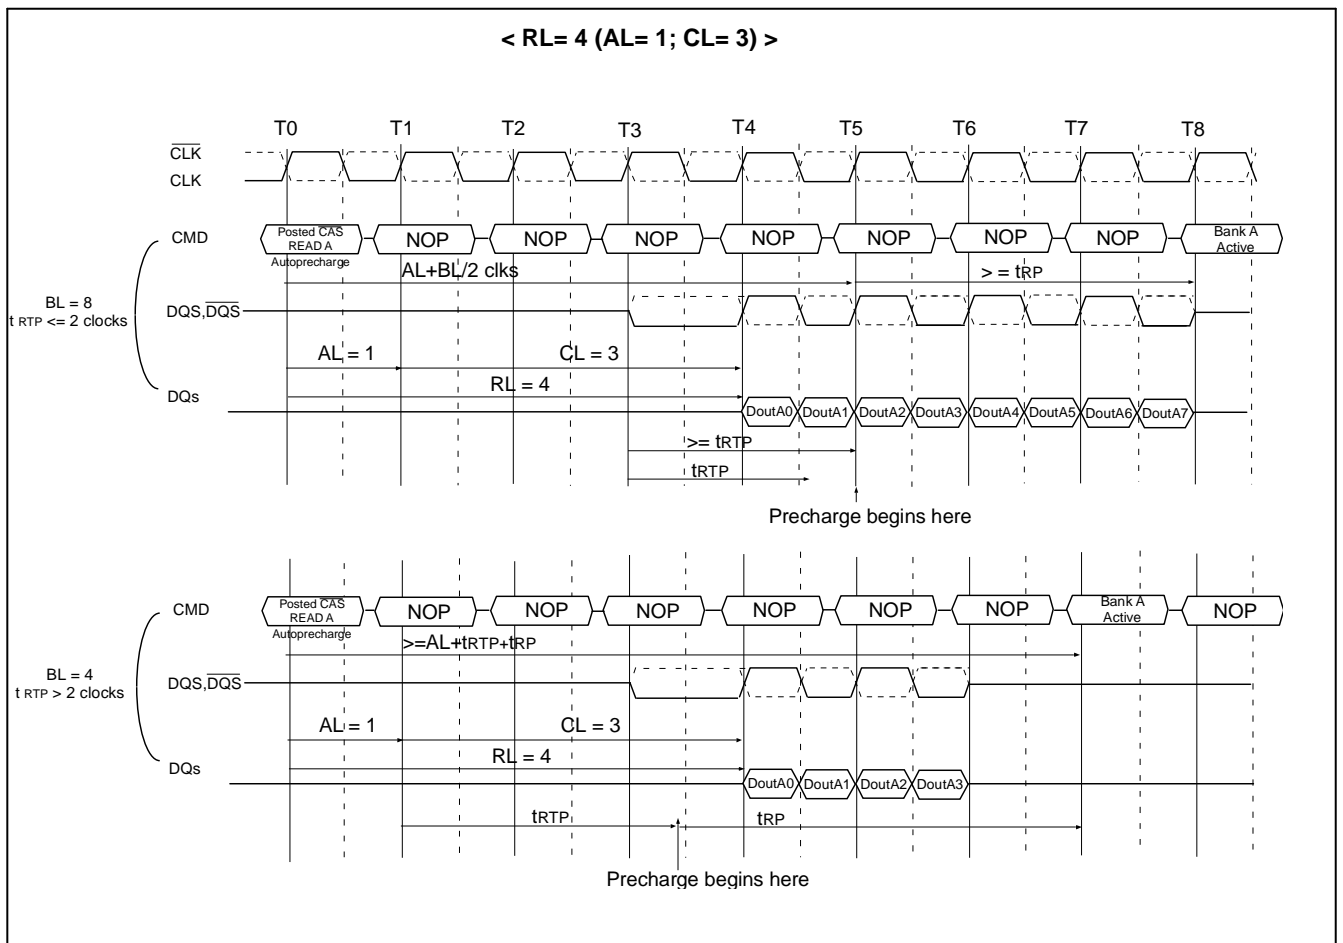 < RL= 4 (AL= 1; CL= 3) >
T0 T1 T2 T3 T4 T5 T6 T7 T8
CLK
CLK
CMD
Posted CAS
READ A
Autoprecharge
NOP NOP NOP NOP NOP NOP NOP
Bank A
Active
AL+BL/2 clks
> = tRP
BL = 8
t RTP <= 2 clocks
DQS,DQS
AL = 1
CL = 3
RL = 4
DQs
DoutA0 DoutA1 DoutA2 DoutA3 DoutA4 DoutA5 DoutA6 DoutA7
>= tRTP
tRTP
Precharge begins here
CMD
Posted CAS
READ A
Autoprecharge
NOP NOP NOP NOP NOP NOP
Bank A
Active
NOP
>=AL+tRTP+tRP
BL = 4
t RTP > 2 clocks
DQS,DQS
AL = 1
CL = 3
RL = 4
DQs
DoutA0 DoutA1 DoutA2 DoutA3
tRTP
tRP
Precharge begins here